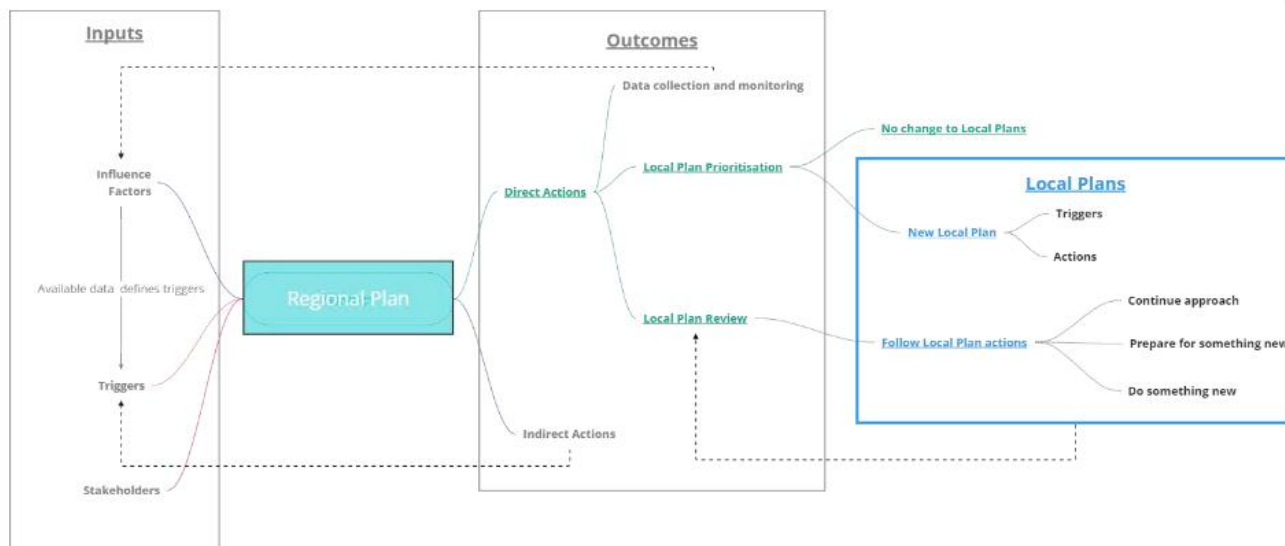 Inputs
Influence
Factors
Available data defines triggers
Triggers
Stakeholders
Regional Plan
Outcomes
Data collection and monitoring
Direct Actions
Local Plan Prioritisation
Local Plan Review
Indirect Actions
No change to Local Plans
Local Plans
New Local Plan
Triggers
Actions
Follow Local Plan actions
Continue approach
Prepare for something new
Do something new